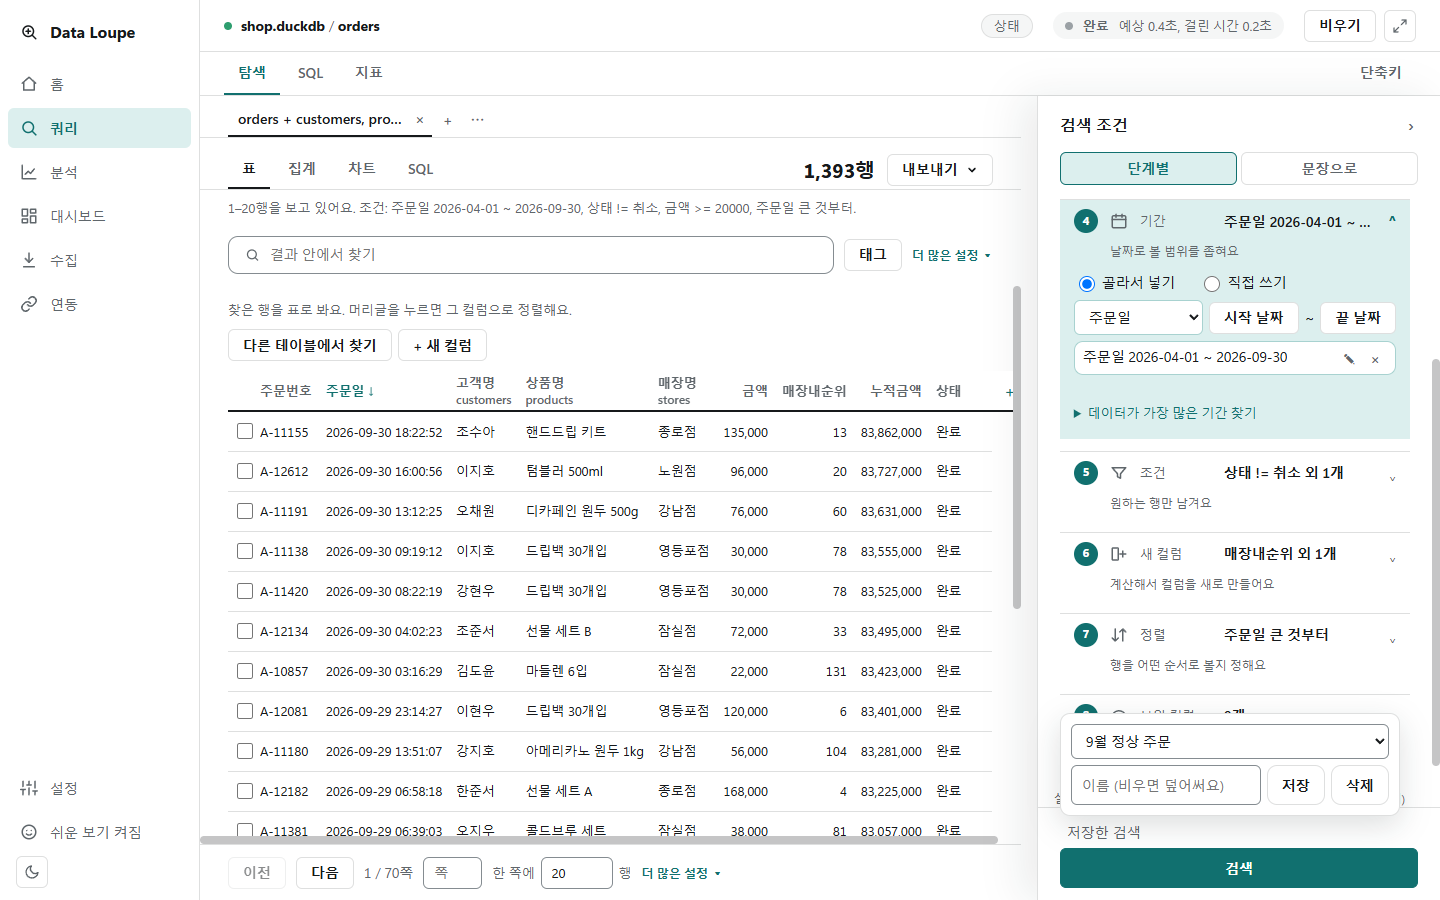 Data Loupe
홈
쿼리
분석
대시보드
수집
연동
설정
쉬운 보기 켜짐
shop.duckdb / orders
상태
완료 예상 0.4초, 걸린 시간 0.2초
비우기
탐색 SQL 지표
단축키
orders + customers, pro... × + ⋯
표 집계 차트 SQL
1,393행
내보내기
1–20행을 보고 있어요. 조건: 주문일 2026-04-01 ~ 2026-09-30, 상태 != 취소, 금액 >= 20000, 주문일 큰 것부터.
결과 안에서 찾기
태그
더 많은 설정
찾은 행을 표로 봐요. 머리글을 누르면 그 컬럼으로 정렬해요.
다른 테이블에서 찾기
+ 새 컬럼
주문번호 주문일 ↓ 고객명 customers 상품명 products 매장명 stores 금액 매장내순위 누적금액 상태 +
A-11155 2026-09-30 18:22:52 조수아 핸드드립 키트 종로점 135,000 13 83,862,000 완료
A-12612 2026-09-30 16:00:56 이지호 텀블러 500ml 노원점 96,000 20 83,727,000 완료
A-11191 2026-09-30 13:12:25 오채원 디카페인 원두 500g 강남점 76,000 60 83,631,000 완료
A-11138 2026-09-30 09:19:12 이지호 드립백 30개입 영등포점 30,000 78 83,555,000 완료
A-11420 2026-09-30 08:22:19 강현우 드립백 30개입 영등포점 30,000 78 83,525,000 완료
A-12134 2026-09-30 04:02:23 조준서 선물 세트 B 잠실점 72,000 33 83,495,000 완료
A-10857 2026-09-30 03:16:29 김도윤 마들렌 6입 잠실점 22,000 131 83,423,000 완료
A-12081 2026-09-29 23:14:27 이현우 드립백 30개입 영등포점 120,000 6 83,401,000 완료
A-11180 2026-09-29 13:51:07 강지호 아메리카노 원두 1kg 강남점 56,000 104 83,281,000 완료
A-12182 2026-09-29 06:58:18 한준서 선물 세트 A 종로점 168,000 4 83,225,000 완료
A-11381 2026-09-29 06:39:03 오지우 콜드브루 세트 잠실점 38,000 81 83,057,000 완료
이전
다음
1 / 70쪽
쪽
한 쪽에 20 행
더 많은 설정
검색 조건
단계별
문장으로
4 기간 주문일 2026-04-01 ~ ...
날짜로 볼 범위를 좁혀요
골라서 넣기 직접 쓰기
주문일 시작 날짜 ~ 끝 날짜
주문일 2026-04-01 ~ 2026-09-30 ×
데이터가 가장 많은 기간 찾기
5 조건 상태 != 취소 외 1개
원하는 행만 남겨요
6 새 컬럼 매장내순위 외 1개
계산해서 컬럼을 새로 만들어요
7 정렬 주문일 큰 것부터
행을 어떤 순서로 볼지 정해요
9월 정상 주문
이름 (비우면 덮어써요)
저장
삭제
저장한 검색
검색